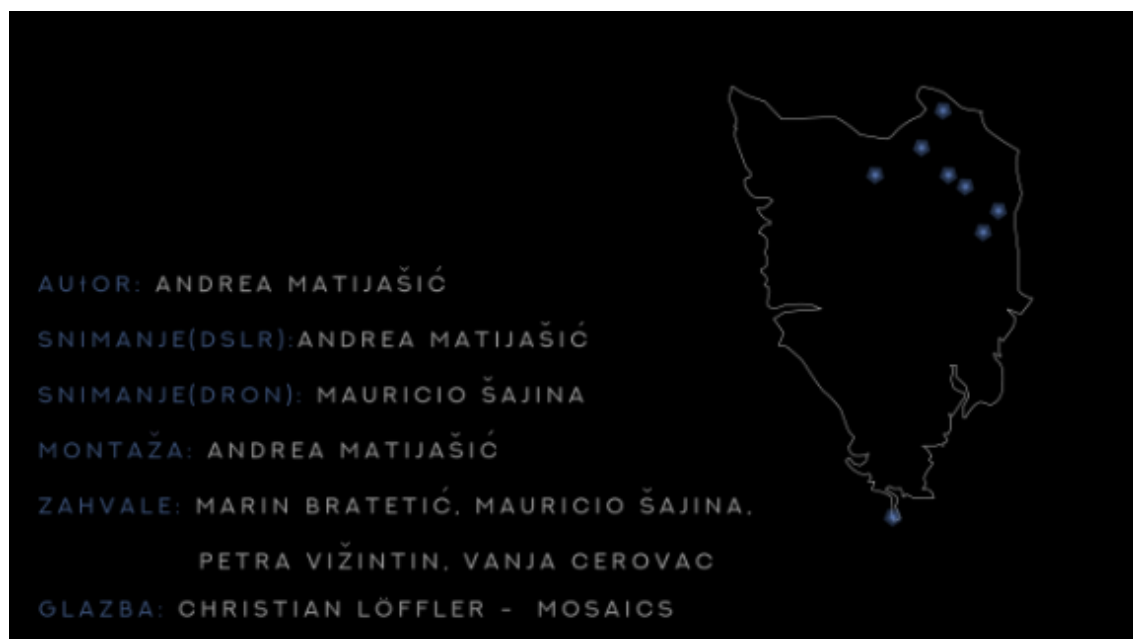 AUTOR: ANDREA MATIJAŠIĆ
SNIMANJE(DSLR):ANDREA MATIJAŠIĆ
SNIMANJE(DRON): MAURICIO ŠAJINA
MONTAŽA: ANDREA MATIJAŠIĆ
ZAHVALE: MARIN BRATETIĆ, MAURICIO ŠAJINA,
PETRA VIŽINTIN, VANJA CEROVAC
GLAZBA: CHRISTIAN LÖFFLER - MOSAICS